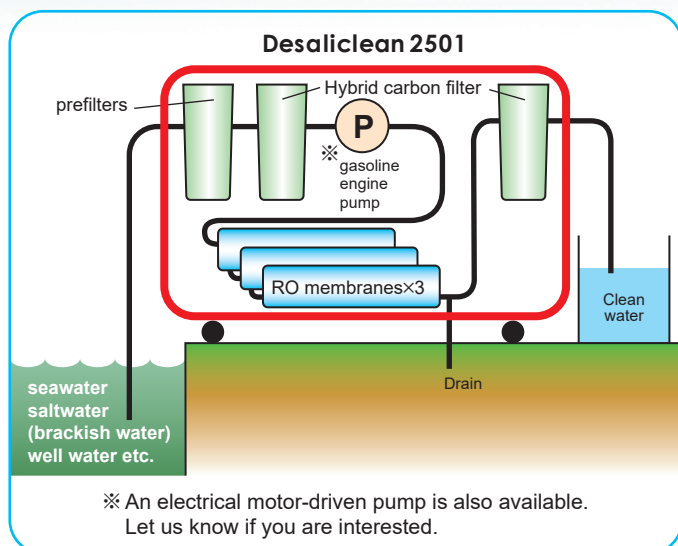 Desaliclean 2501
prefilters
Hybrid carbon filter
P
※
gasoline
engine
pump
RO membranes×3
Clean
water
Drain
seawater
saltwater
(brackish water)
well water etc.
※ An electrical motor-driven pump is also available.
Let us know if you are interested.